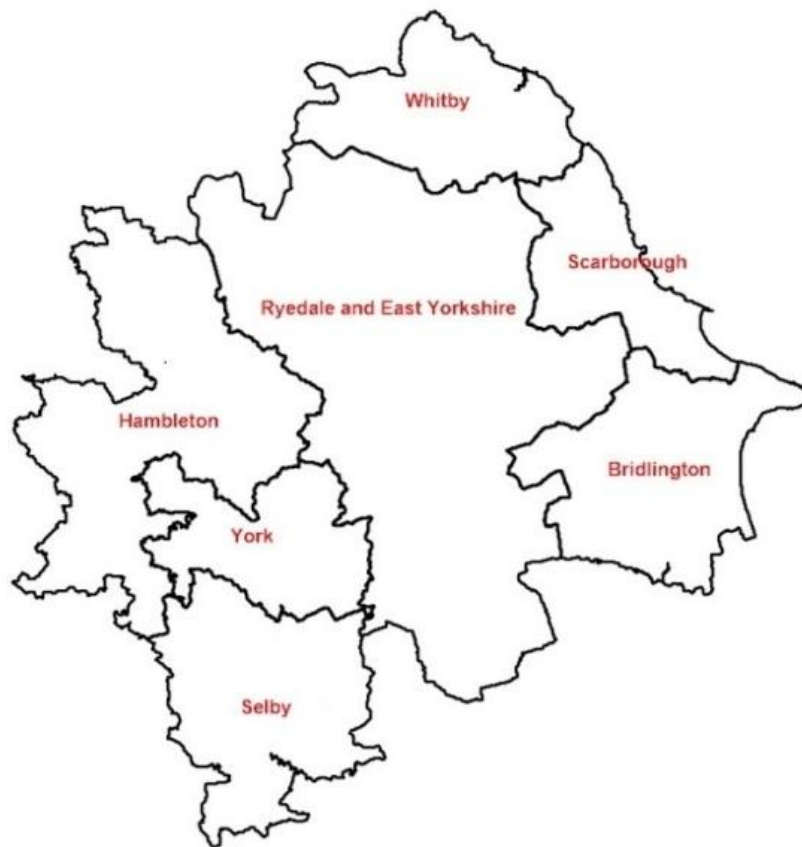 Whitby
Scarborough
Ryedale and East Yorkshire
Hambleton
Bridlington
York
Selby